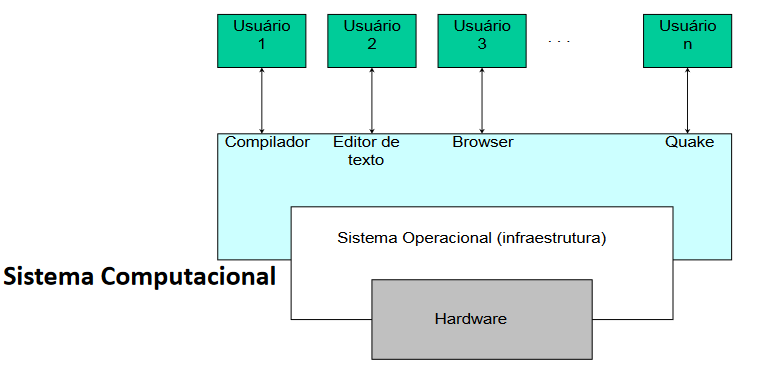 Usuário
1
Usuário
2
Usuário
3
. . .
Usuário
n
Compilador
Editor de
texto
Browser
Quake
Sistema Operacional (infraestrutura)
Sistema Computacional
Hardware